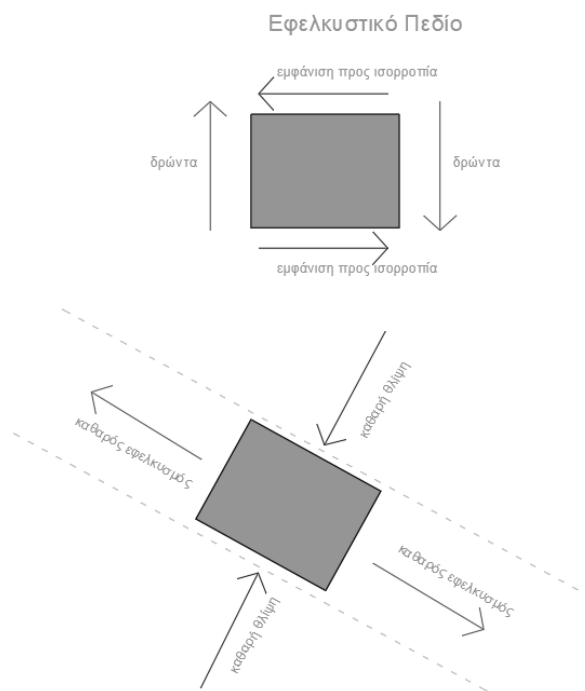 Εφελκυστικό Πεδίο
εμφάνιση προς ισορροπία
δρώντα
δρώντα
εμφάνιση προς ισορροπία
καθαρή θλίψη
καθαρός εφελκυσμός
καθαρός εφελκυσμός
καθαρή θλίψη